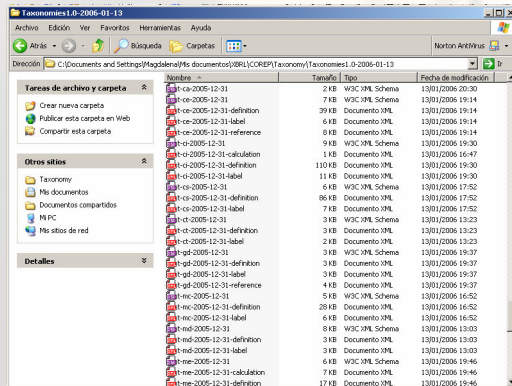 Taxonomies1.0-2006-01-13
Archivo Edición Ver Favoritos Herramientas Ayuda
Atrás Búsqueda Carpetas Norton AntiVirus Ir
Dirección C:\Documents and Settings\Magdalena\Mis documentos\XBRL\COREP\Taxonomy\Taxonomies1.0-2006-01-13
Tareas de archivo y carpeta
Crear nueva carpeta
Publicar esta carpeta en Web
Compartir esta carpeta
Otros sitios
Taxonomy
Mis documentos
Documentos compartidos
Mi PC
Mis sitios de red
Detalles
Nombre Tamaño Tipo Fecha de modificación
t-ca-2005-12-31 2 KB W3C XML Schema 13/01/2006 20:30
t-ce-2005-12-31 7 KB W3C XML Schema 13/01/2006 19:14
t-ce-2005-12-31-definition 39 KB Documento XML 13/01/2006 19:14
t-ce-2005-12-31-label 6 KB Documento XML 13/01/2006 19:14
t-ce-2005-12-31-reference 8 KB Documento XML 13/01/2006 19:14
t-ci-2005-12-31 9 KB W3C XML Schema 13/01/2006 19:30
t-ci-2005-12-31-calculation 1 KB Documento XML 13/01/2006 16:47
t-ci-2005-12-31-definition 110 KB Documento XML 13/01/2006 19:30
t-ci-2005-12-31-label 11 KB Documento XML 13/01/2006 19:30
t-cs-2005-12-31 6 KB W3C XML Schema 13/01/2006 17:52
t-cs-2005-12-31-definition 86 KB Documento XML 13/01/2006 17:52
t-cs-2005-12-31-label 7 KB Documento XML 13/01/2006 17:52
t-ct-2005-12-31 3 KB W3C XML Schema 13/01/2006 13:23
t-ct-2005-12-31-definition 3 KB Documento XML 13/01/2006 13:23
t-ct-2005-12-31-label 2 KB Documento XML 13/01/2006 13:23
t-gd-2005-12-31 3 KB W3C XML Schema 13/01/2006 19:37
t-gd-2005-12-31-definition 3 KB Documento XML 13/01/2006 19:37
t-gd-2005-12-31-label 3 KB Documento XML 13/01/2006 19:37
t-gd-2005-12-31-reference 4 KB Documento XML 13/01/2006 19:37
t-mc-2005-12-31 5 KB W3C XML Schema 13/01/2006 16:52
t-mc-2005-12-31-definition 28 KB Documento XML 13/01/2006 16:52
t-mc-2005-12-31-label 6 KB Documento XML 13/01/2006 16:52
t-md-2005-12-31 8 KB W3C XML Schema 13/01/2006 13:03
t-md-2005-12-31-definition 3 KB Documento XML 13/01/2006 13:03
t-md-2005-12-31-label 3 KB Documento XML 13/01/2006 13:03
t-me-2005-12-31 6 KB W3C XML Schema 13/01/2006 19:46
t-me-2005-12-31-calculation 7 KB Documento XML 13/01/2006 19:46
t-me-2005-12-31-definition 17 KB Documento XML 13/01/2006 19:46